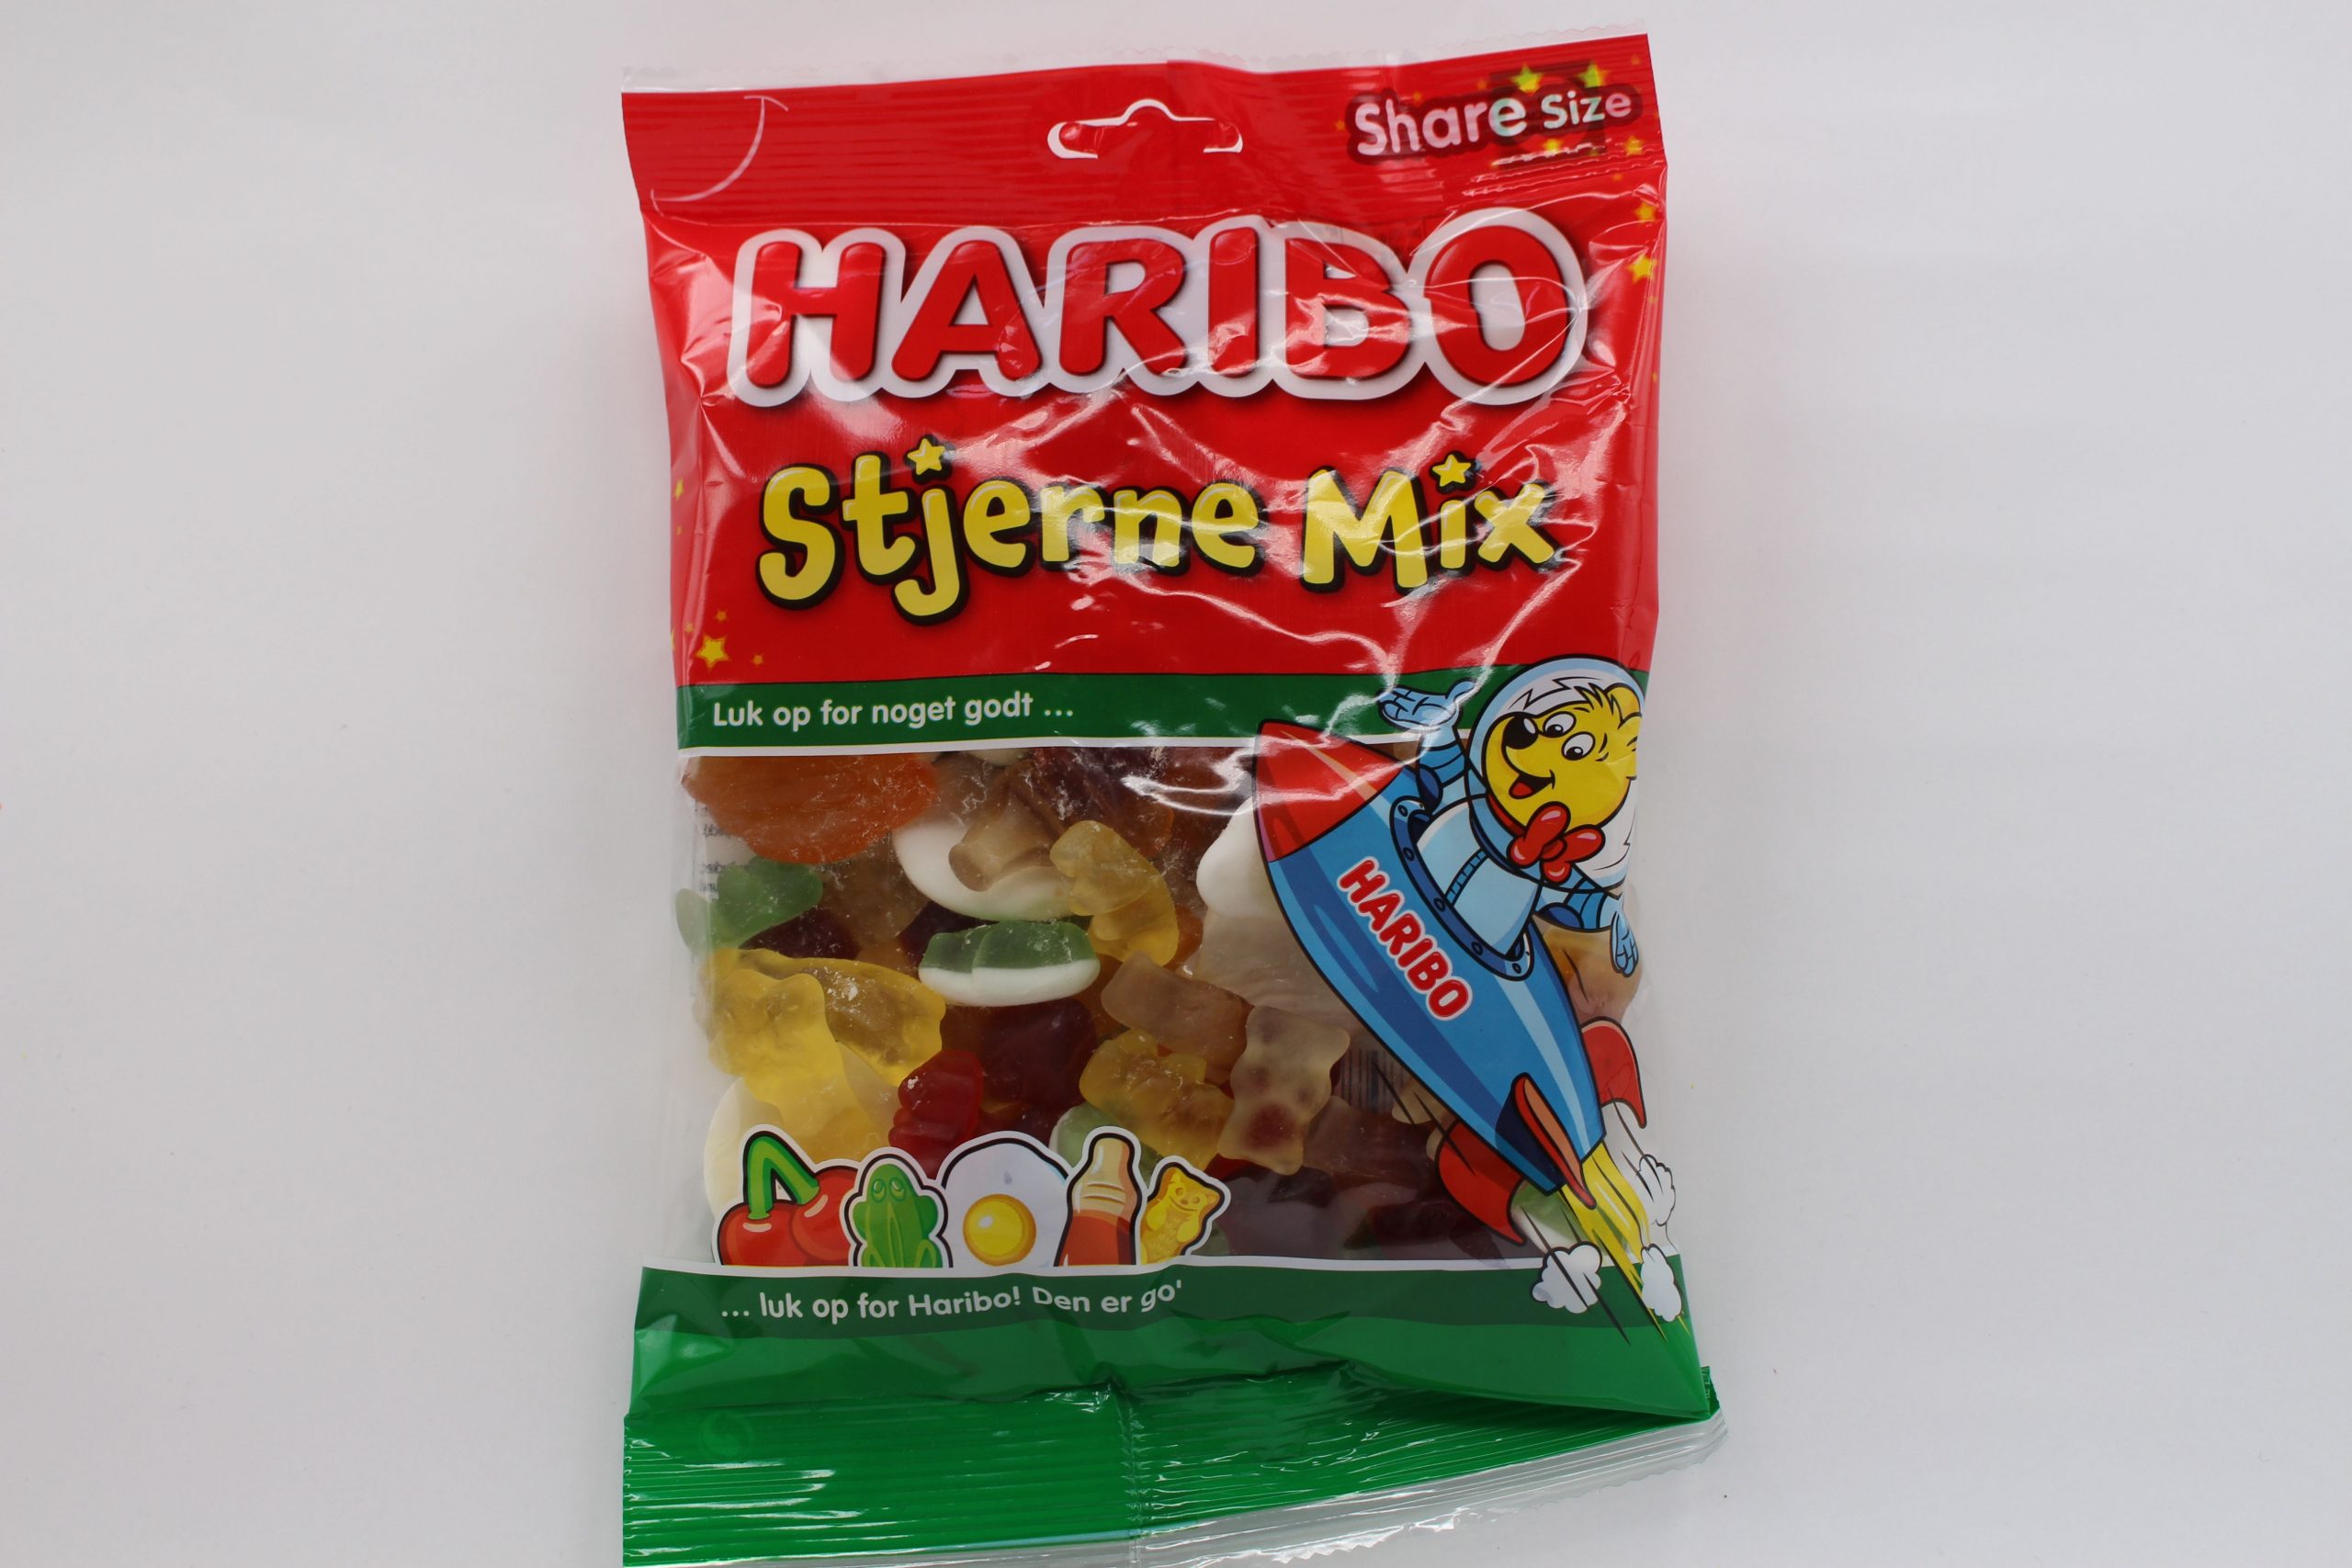 Share Size
HARIBO
Stjerne Mix
Luk op for noget godt ...
HARIBO
... luk op for Haribo! Den er go'